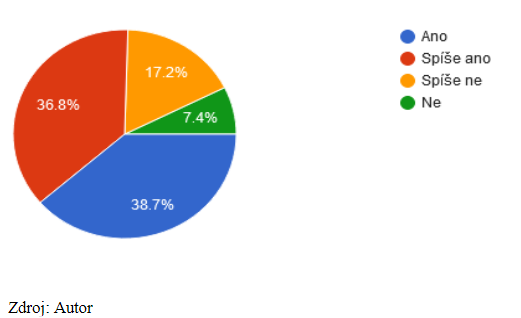 Ano
Spíše ano
Spíše ne
Ne
17.2%
36.8%
7.4%
38.7%
Zdroj: Autor